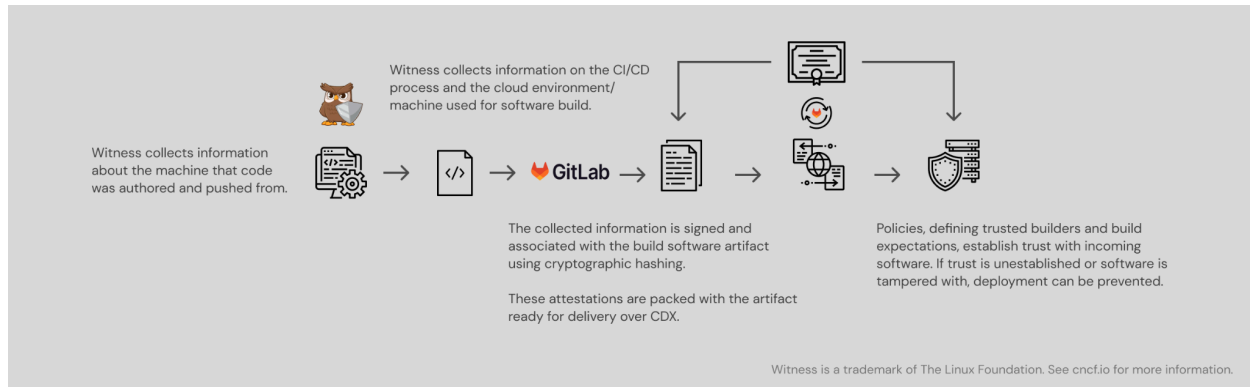 Witness collects information on the CI/CD
process and the cloud environment/
machine used for software build.
Witness collects information
about the machine that code
was authored and pushed from.
</>
</>
GitLab
The collected information is signed and
associated with the build software artifact
using cryptographic hashing.
These attestations are packed with the artifact
ready for delivery over CDX.
Policies, defining trusted builders and build
expectations, establish trust with incoming
software. If trust is unestablished or software is
tampered with, deployment can be prevented.
Witness is a trademark of The Linux Foundation. See cncf.io for more information.